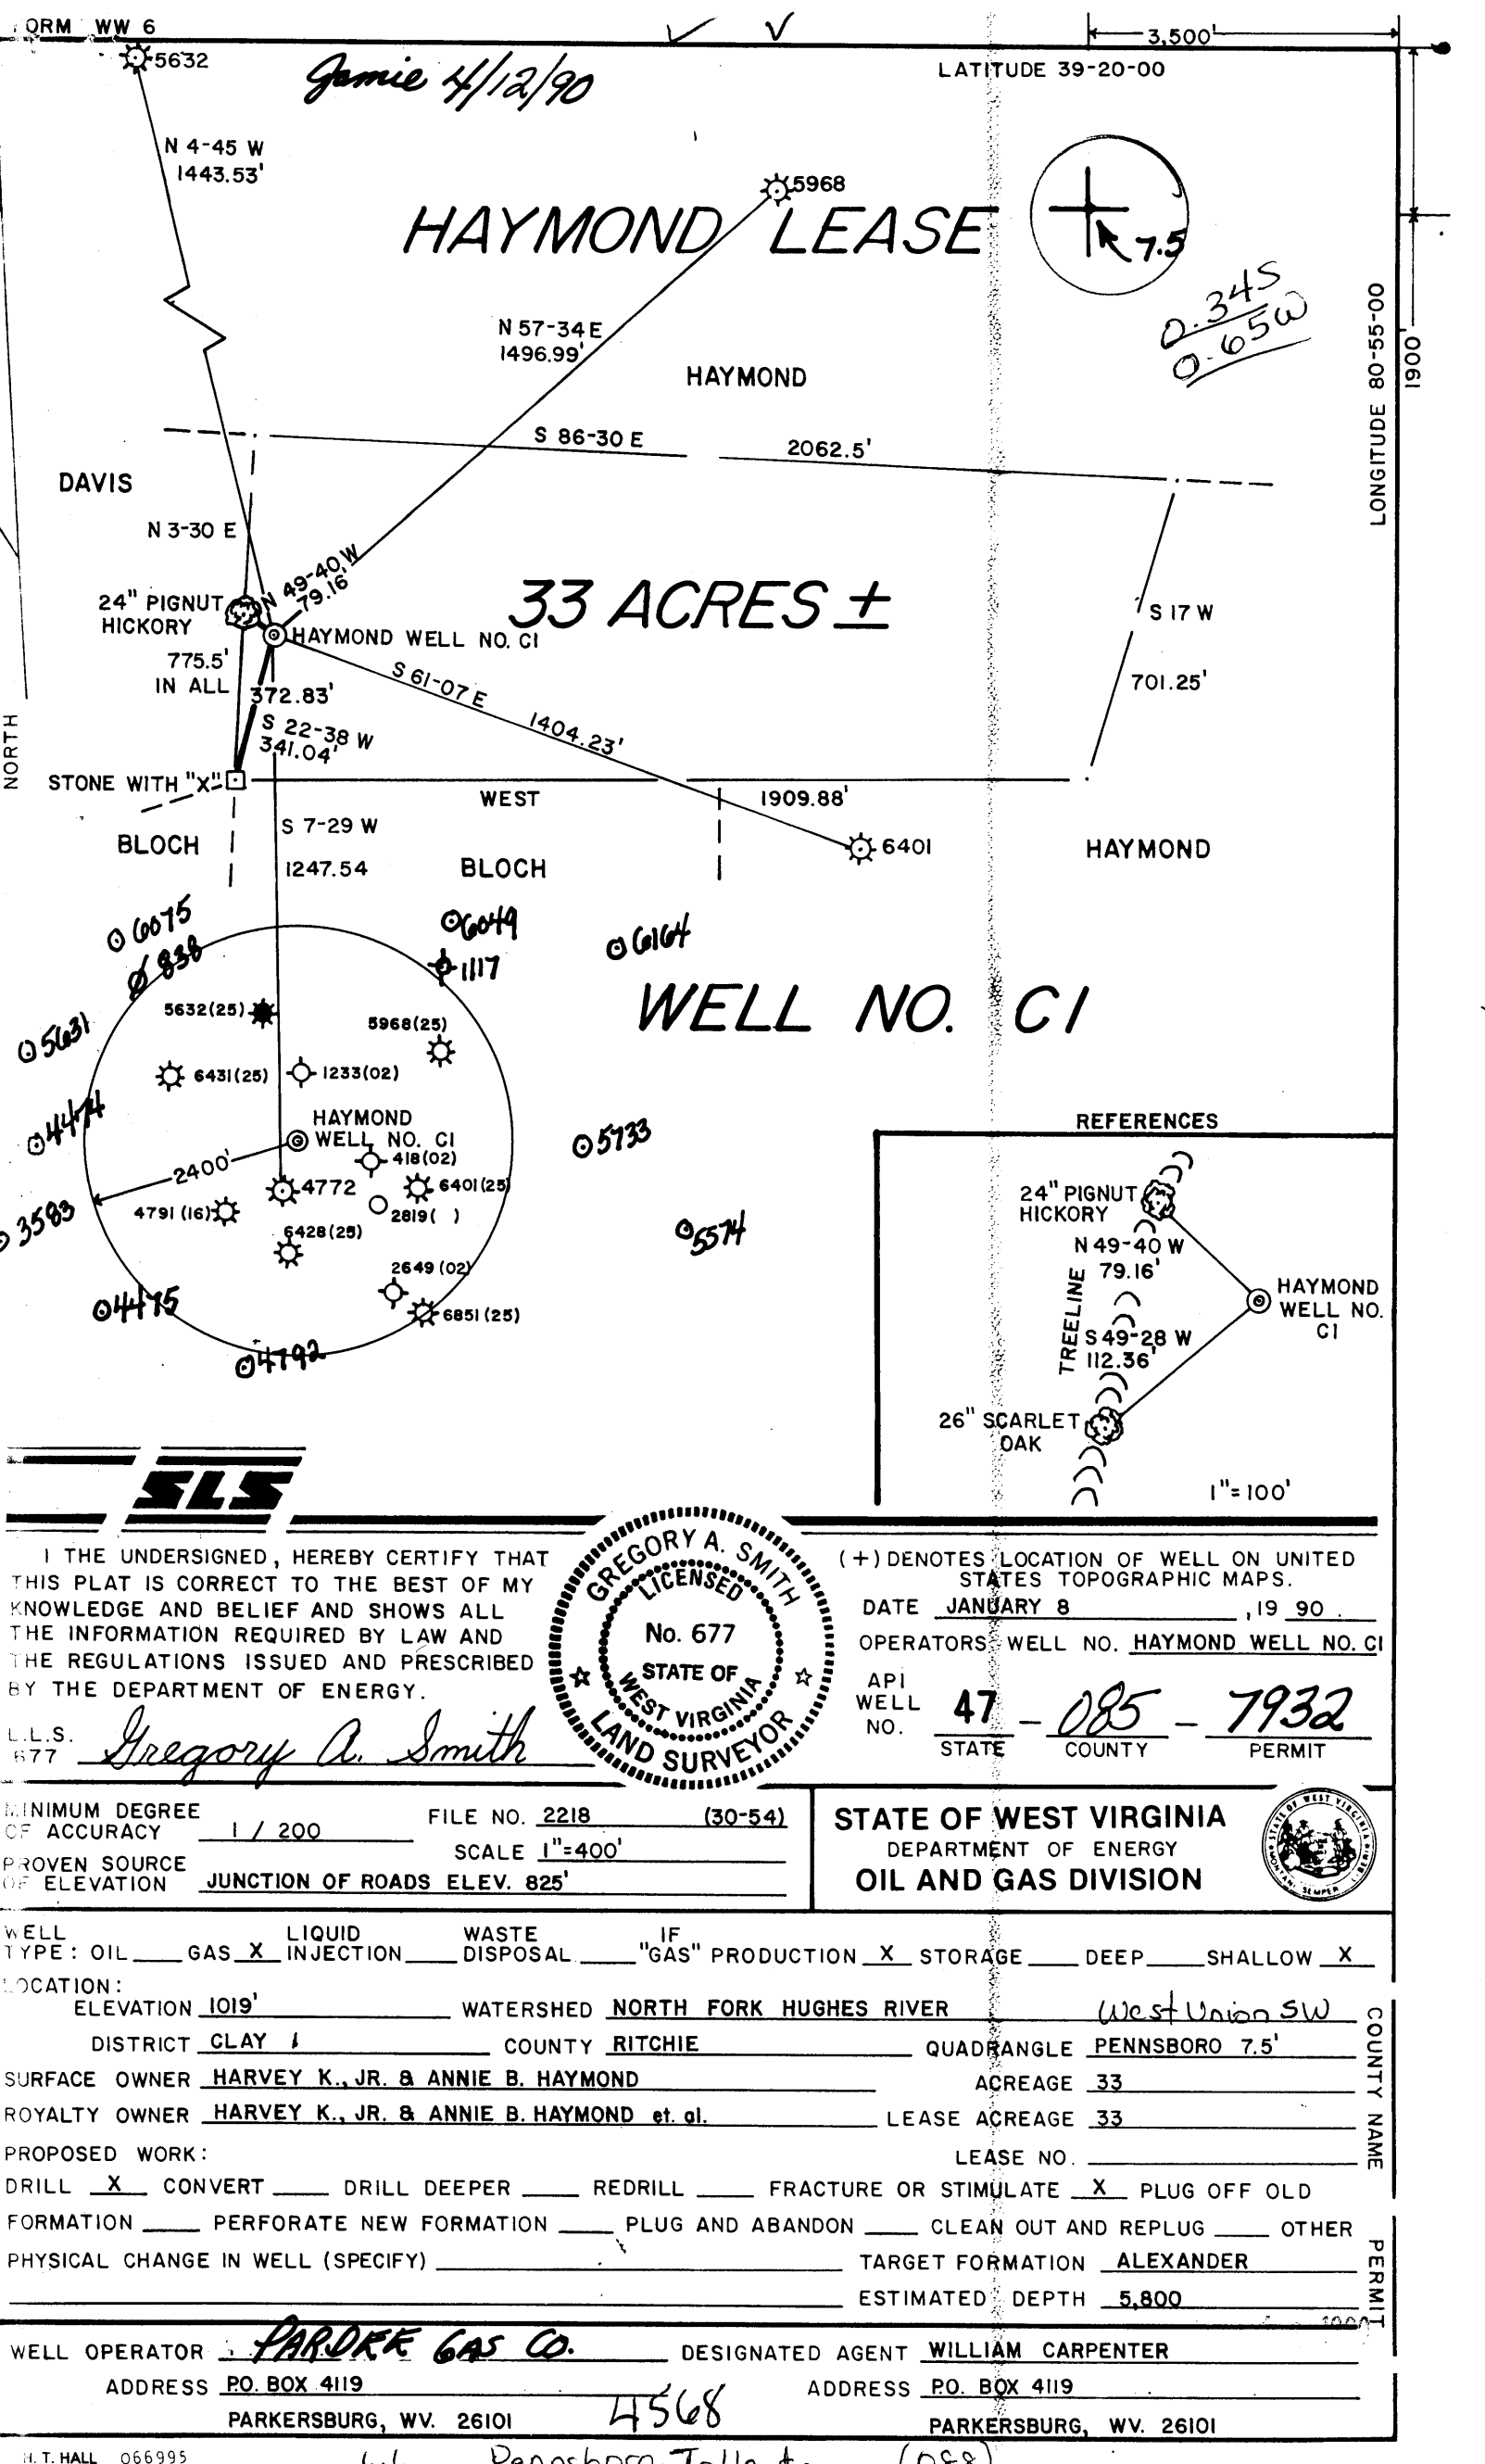 FORM WW 6
3,500'
5632
Jamie 4/12/90
LATITUDE 39-20-00
N 4-45 W
1443.53'
5968
HAYMOND LEASE
7.5
0.34S
0.65W
LONGITUDE 80-55-00
1900
N 57-34 E
1496.99'
HAYMOND
S 86-30 E
2062.5'
DAVIS
N 3-30 E
N 49-40 W
79.16'
24" PIGNUT
HICKORY
33 ACRES ±
S 17 W
HAYMOND WELL NO. C1
775.5'
IN ALL
372.83'
S 61-07 E
1404.23'
701.25'
S 22-38 W
341.04'
NORTH
STONE WITH "X"
WEST
1909.88'
S 7-29 W
BLOCH
1247.54
BLOCH
6401
HAYMOND
6075
6049
6164
838
1117
WELL NO. C1
5632(25)
5968(25)
5631
6431(25)
1233(02)
4474
HAYMOND
WELL NO. C1
5733
418(02)
2400'
4772
6401(25)
4791(16)
2819( )
3583
6428(25)
5574
2649(02)
4475
6851(25)
4792
REFERENCES
24" PIGNUT
HICKORY
N 49-40 W
79.16'
HAYMOND
WELL NO.
C1
TREELINE
S 49-28 W
112.36'
26" SCARLET
OAK
1"=100'
SLS
I THE UNDERSIGNED, HEREBY CERTIFY THAT
THIS PLAT IS CORRECT TO THE BEST OF MY
KNOWLEDGE AND BELIEF AND SHOWS ALL
THE INFORMATION REQUIRED BY LAW AND
THE REGULATIONS ISSUED AND PRESCRIBED
BY THE DEPARTMENT OF ENERGY.
L.L.S.
677 Gregory A. Smith
GREGORY A. SMITH
LICENSED
No. 677
STATE OF
WEST VIRGINIA
LAND SURVEYOR
(+) DENOTES LOCATION OF WELL ON UNITED
STATES TOPOGRAPHIC MAPS.
DATE JANUARY 8, 19 90.
OPERATORS WELL NO. HAYMOND WELL NO. C1
API
WELL
NO. 47 - 085 - 7932
STATE COUNTY PERMIT
MINIMUM DEGREE
OF ACCURACY 1 / 200
FILE NO. 2218 (30-54)
SCALE 1"=400'
PROVEN SOURCE
OF ELEVATION JUNCTION OF ROADS ELEV. 825'
STATE OF WEST VIRGINIA
DEPARTMENT OF ENERGY
OIL AND GAS DIVISION
STATE OF WEST VIRGINIA
MONTANI SEMPER LIBERI
WELL LIQUID WASTE IF
TYPE: OIL ___ GAS X INJECTION ___ DISPOSAL ___ "GAS" PRODUCTION X STORAGE ___ DEEP ___ SHALLOW X
LOCATION:
ELEVATION 1019' WATERSHED NORTH FORK HUGHES RIVER West Union SW
DISTRICT CLAY 1 COUNTY RITCHIE QUADRANGLE PENNSBORO 7.5'
SURFACE OWNER HARVEY K., JR. & ANNIE B. HAYMOND ACREAGE 33
ROYALTY OWNER HARVEY K., JR. & ANNIE B. HAYMOND et. al. LEASE ACREAGE 33
PROPOSED WORK: LEASE NO.
DRILL X CONVERT ___ DRILL DEEPER ___ REDRILL ___ FRACTURE OR STIMULATE X PLUG OFF OLD
FORMATION ___ PERFORATE NEW FORMATION ___ PLUG AND ABANDON ___ CLEAN OUT AND REPLUG ___ OTHER
PHYSICAL CHANGE IN WELL (SPECIFY) TARGET FORMATION ALEXANDER
ESTIMATED DEPTH 5,800
COUNTY NAME
PERMIT
WELL OPERATOR PARDEE GAS CO. DESIGNATED AGENT WILLIAM CARPENTER
ADDRESS P.O. BOX 4119 ADDRESS P.O. BOX 4119
PARKERSBURG, WV. 26101 4568 PARKERSBURG, WV. 26101
H.T. HALL 066995